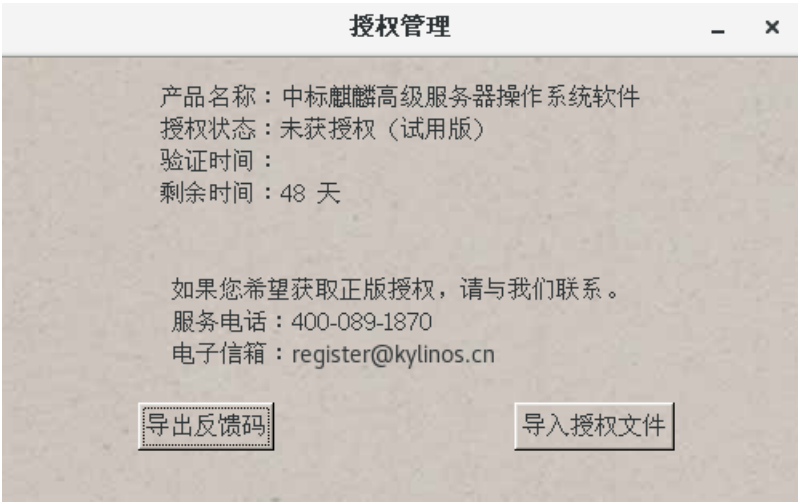 授权管理
产品名称：中标麒麟高级服务器操作系统软件
授权状态：未获授权（试用版）
验证时间：
剩余时间：48 天
如果您希望获取正版授权，请与我们联系。
服务电话：400-089-1870
电子信箱：register@kylinos.cn
导出反馈码
导入授权文件